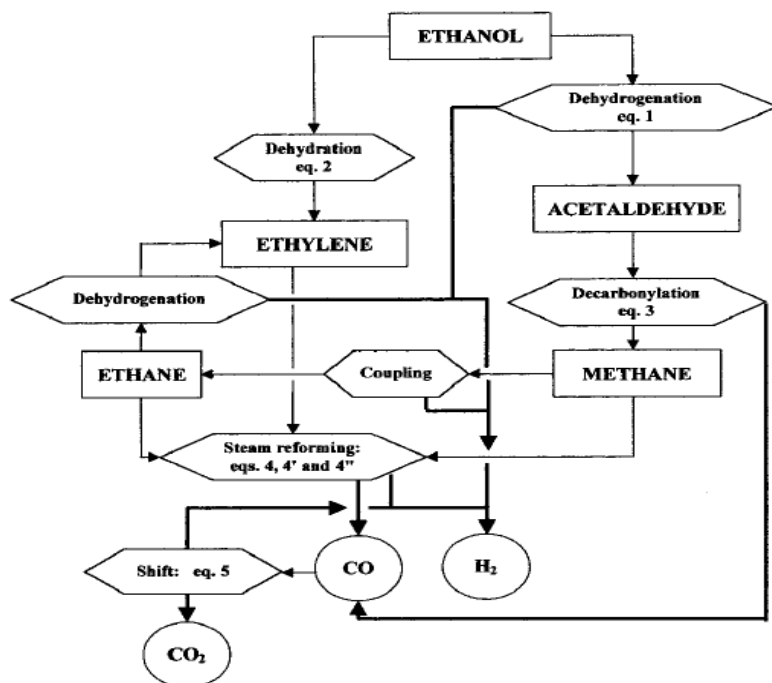 ETHANOL
Dehydrogenation
eq. 1
Dehydration
eq. 2
ACETALDEHYDE
ETHYLENE
Dehydrogenation
Decarbonylation
eq. 3
ETHANE
Coupling
METHANE
Steam reforming:
eqs. 4, 4' and 4"
Shift: eq. 5
CO
H₂
CO₂